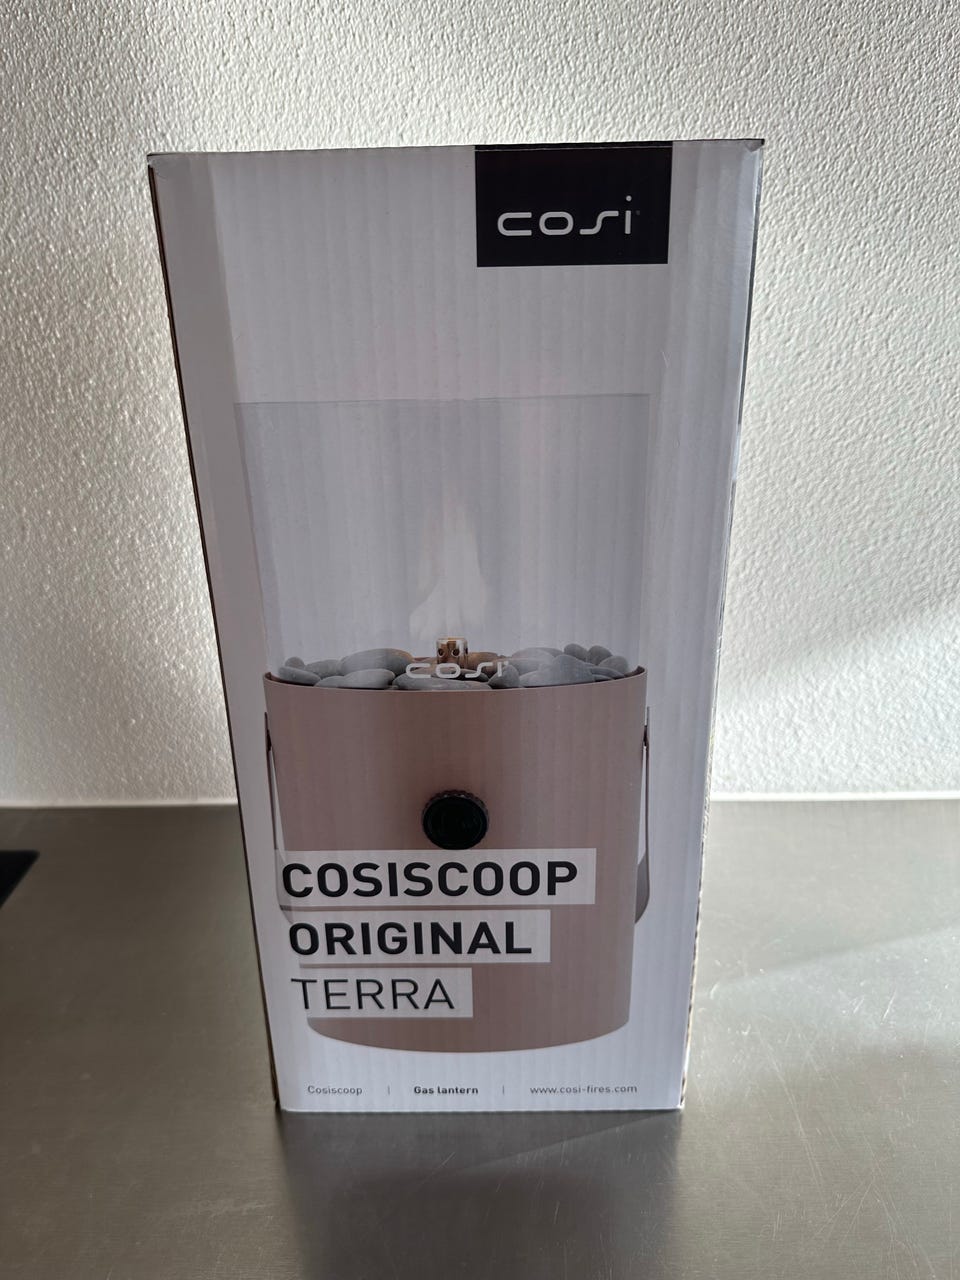 cosi
cosi
COSISCOOP
ORIGINAL
TERRA
Cosiscoop | Gas lantern | www.cosi-fires.com